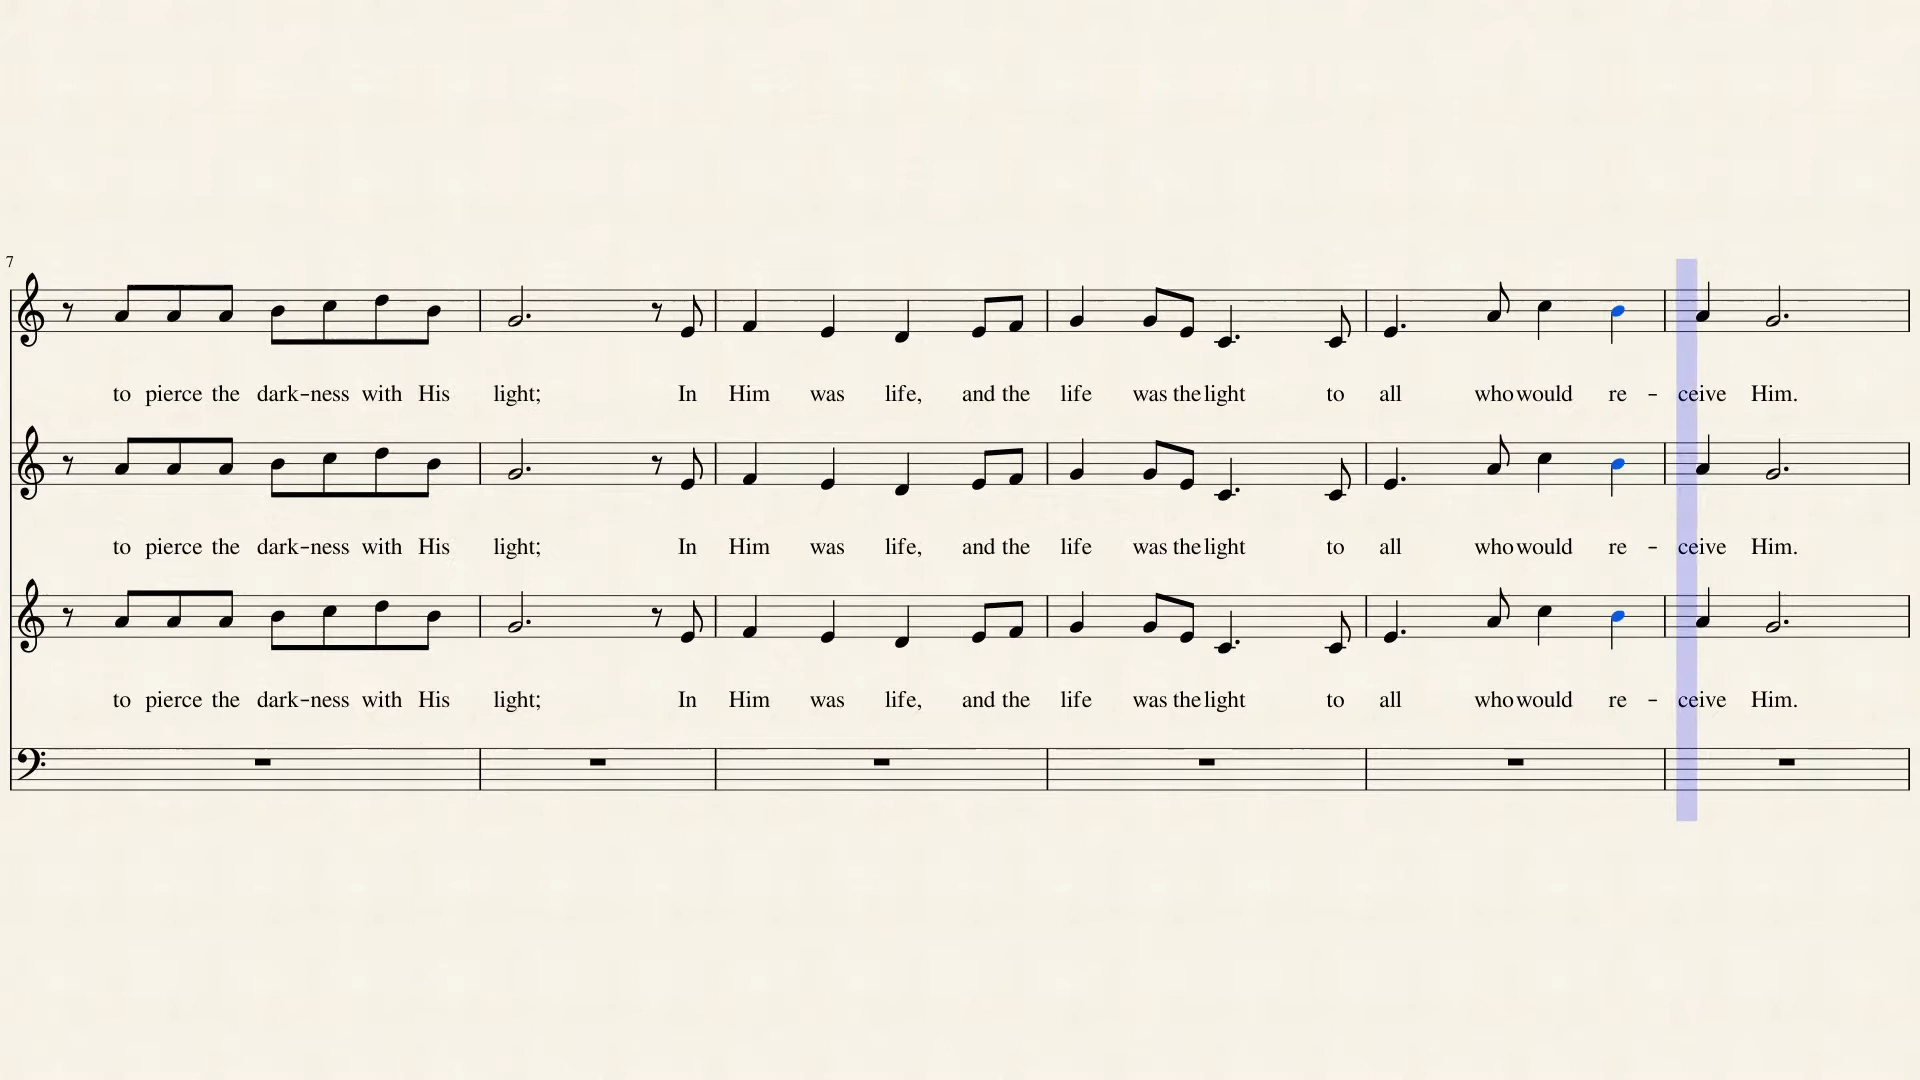 7
to pierce the dark-ness with His light; In Him was life, and the life was the light to all who would re - ceive Him.
to pierce the dark-ness with His light; In Him was life, and the life was the light to all who would re - ceive Him.
to pierce the dark-ness with His light; In Him was life, and the life was the light to all who would re - ceive Him.